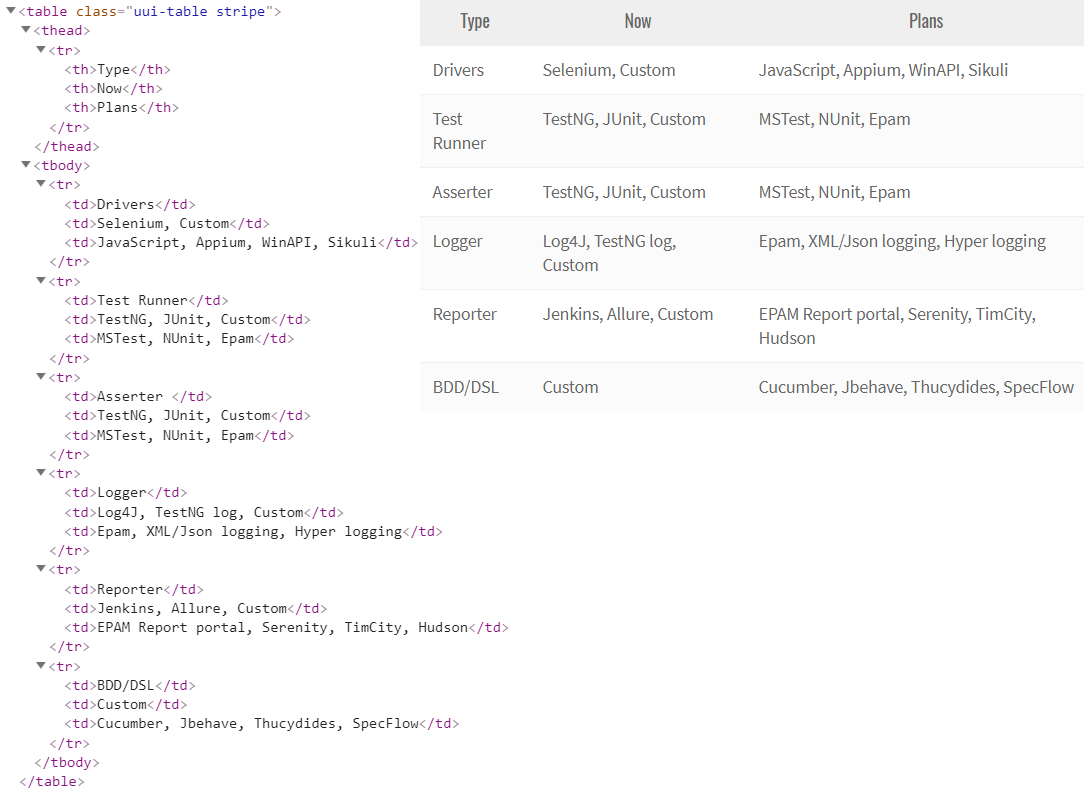 <table class="uui-table stripe">
<thead>
<tr>
<th>Type</th>
<th>Now</th>
<th>Plans</th>
</tr>
</thead>
<tbody>
<tr>
<td>Drivers</td>
<td>Selenium, Custom</td>
<td>JavaScript, Appium, WinAPI, Sikuli</td>
</tr>
<tr>
<td>Test Runner</td>
<td>TestNG, JUnit, Custom</td>
<td>MSTest, NUnit, Epam</td>
</tr>
<tr>
<td>Asserter </td>
<td>TestNG, JUnit, Custom</td>
<td>MSTest, NUnit, Epam</td>
</tr>
<tr>
<td>Logger</td>
<td>Log4J, TestNG log, Custom</td>
<td>Epam, XML/Json logging, Hyper logging</td>
</tr>
<tr>
<td>Reporter</td>
<td>Jenkins, Allure, Custom</td>
<td>EPAM Report portal, Serenity, TimCity, Hudson</td>
</tr>
<tr>
<td>BDD/DSL</td>
<td>Custom</td>
<td>Cucumber, Jbehave, Thucydides, SpecFlow</td>
</tr>
</tbody>
</table>
Type Now Plans
Drivers Selenium, Custom JavaScript, Appium, WinAPI, Sikuli
Test TestNG, JUnit, Custom MSTest, NUnit, Epam
Runner
Asserter TestNG, JUnit, Custom MSTest, NUnit, Epam
Logger Log4J, TestNG log, Epam, XML/Json logging, Hyper logging
Custom
Reporter Jenkins, Allure, Custom EPAM Report portal, Serenity, TimCity,
Hudson
BDD/DSL Custom Cucumber, Jbehave, Thucydides, SpecFlow